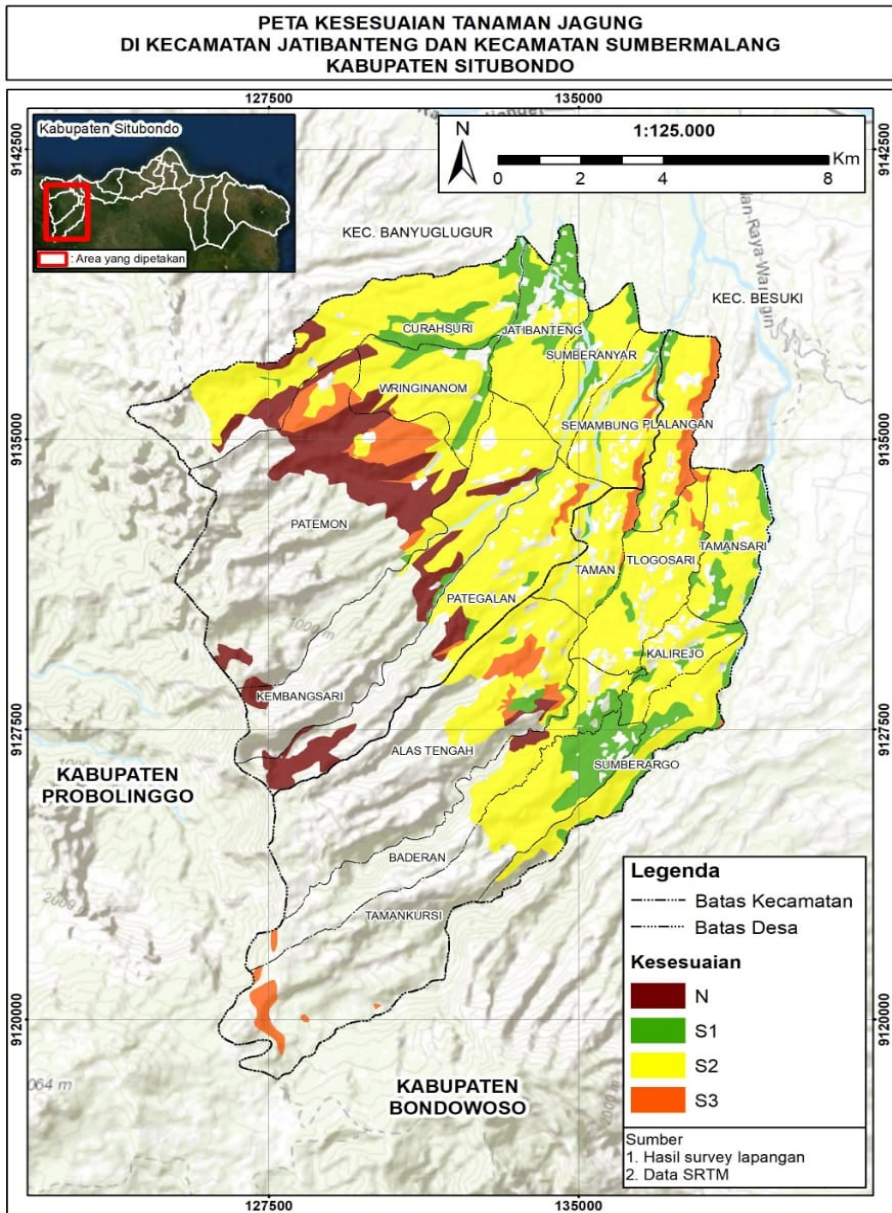 PETA KESESUAIAN TANAMAN JAGUNG
DI KECAMATAN JATIBANTENG DAN KECAMATAN SUMBERMALANG
KABUPATEN SITUBONDO
127500
135000
Kabupaten Situbondo
: Area yang dipetakan
N
1:125.000
0 2 4 8 Km
9142500
9142500
KEC. BANYUGLUGUR
KEC. BESUKI
CURAHSURI
JATIBANTENG
SUMBERANYAR
WRINGINANOM
SEMAMBUNG
PLALANGAN
9135000
9135000
PATEMON
TAMANSARI
TLOGOSARI
TAMAN
PATEGALAN
1000 m
KALIREJO
KEMBANGSARI
9127500
9127500
ALAS TENGAH
SUMBERARGO
KABUPATEN
PROBOLINGGO
BADERAN
TAMANKURSI
2000
9120000
9120000
064 m
KABUPATEN
BONDOWOSO
2000 m
Legenda
Batas Kecamatan
Batas Desa
Kesesuaian
N
S1
S2
S3
Sumber
1. Hasil survey lapangan
2. Data SRTM
127500
135000